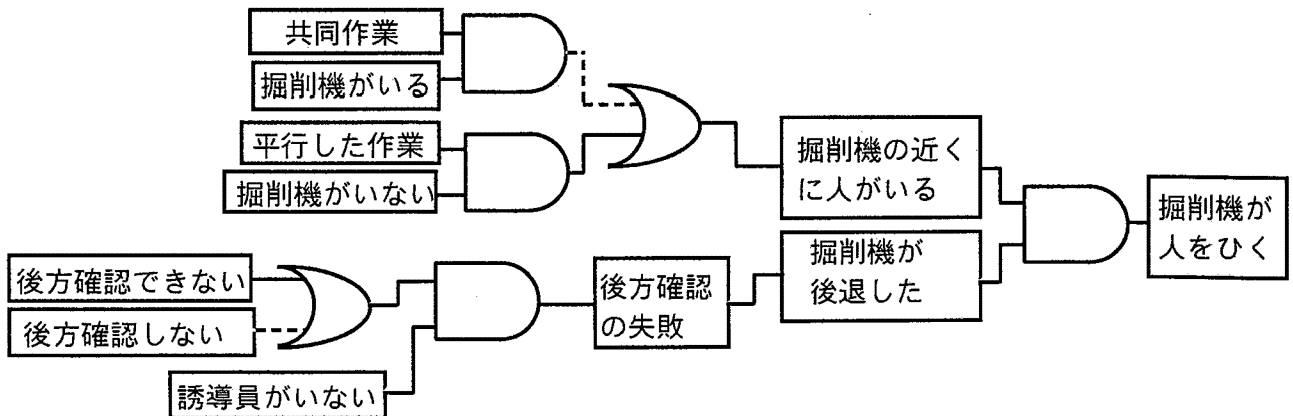 共同作業
掘削機がいる
平行した作業
掘削機がいない
掘削機の近く
に人がいる
掘削機が
人をひく
後方確認できない
後方確認しない
誘導員がいない
後方確認
の失敗
掘削機が
後退した